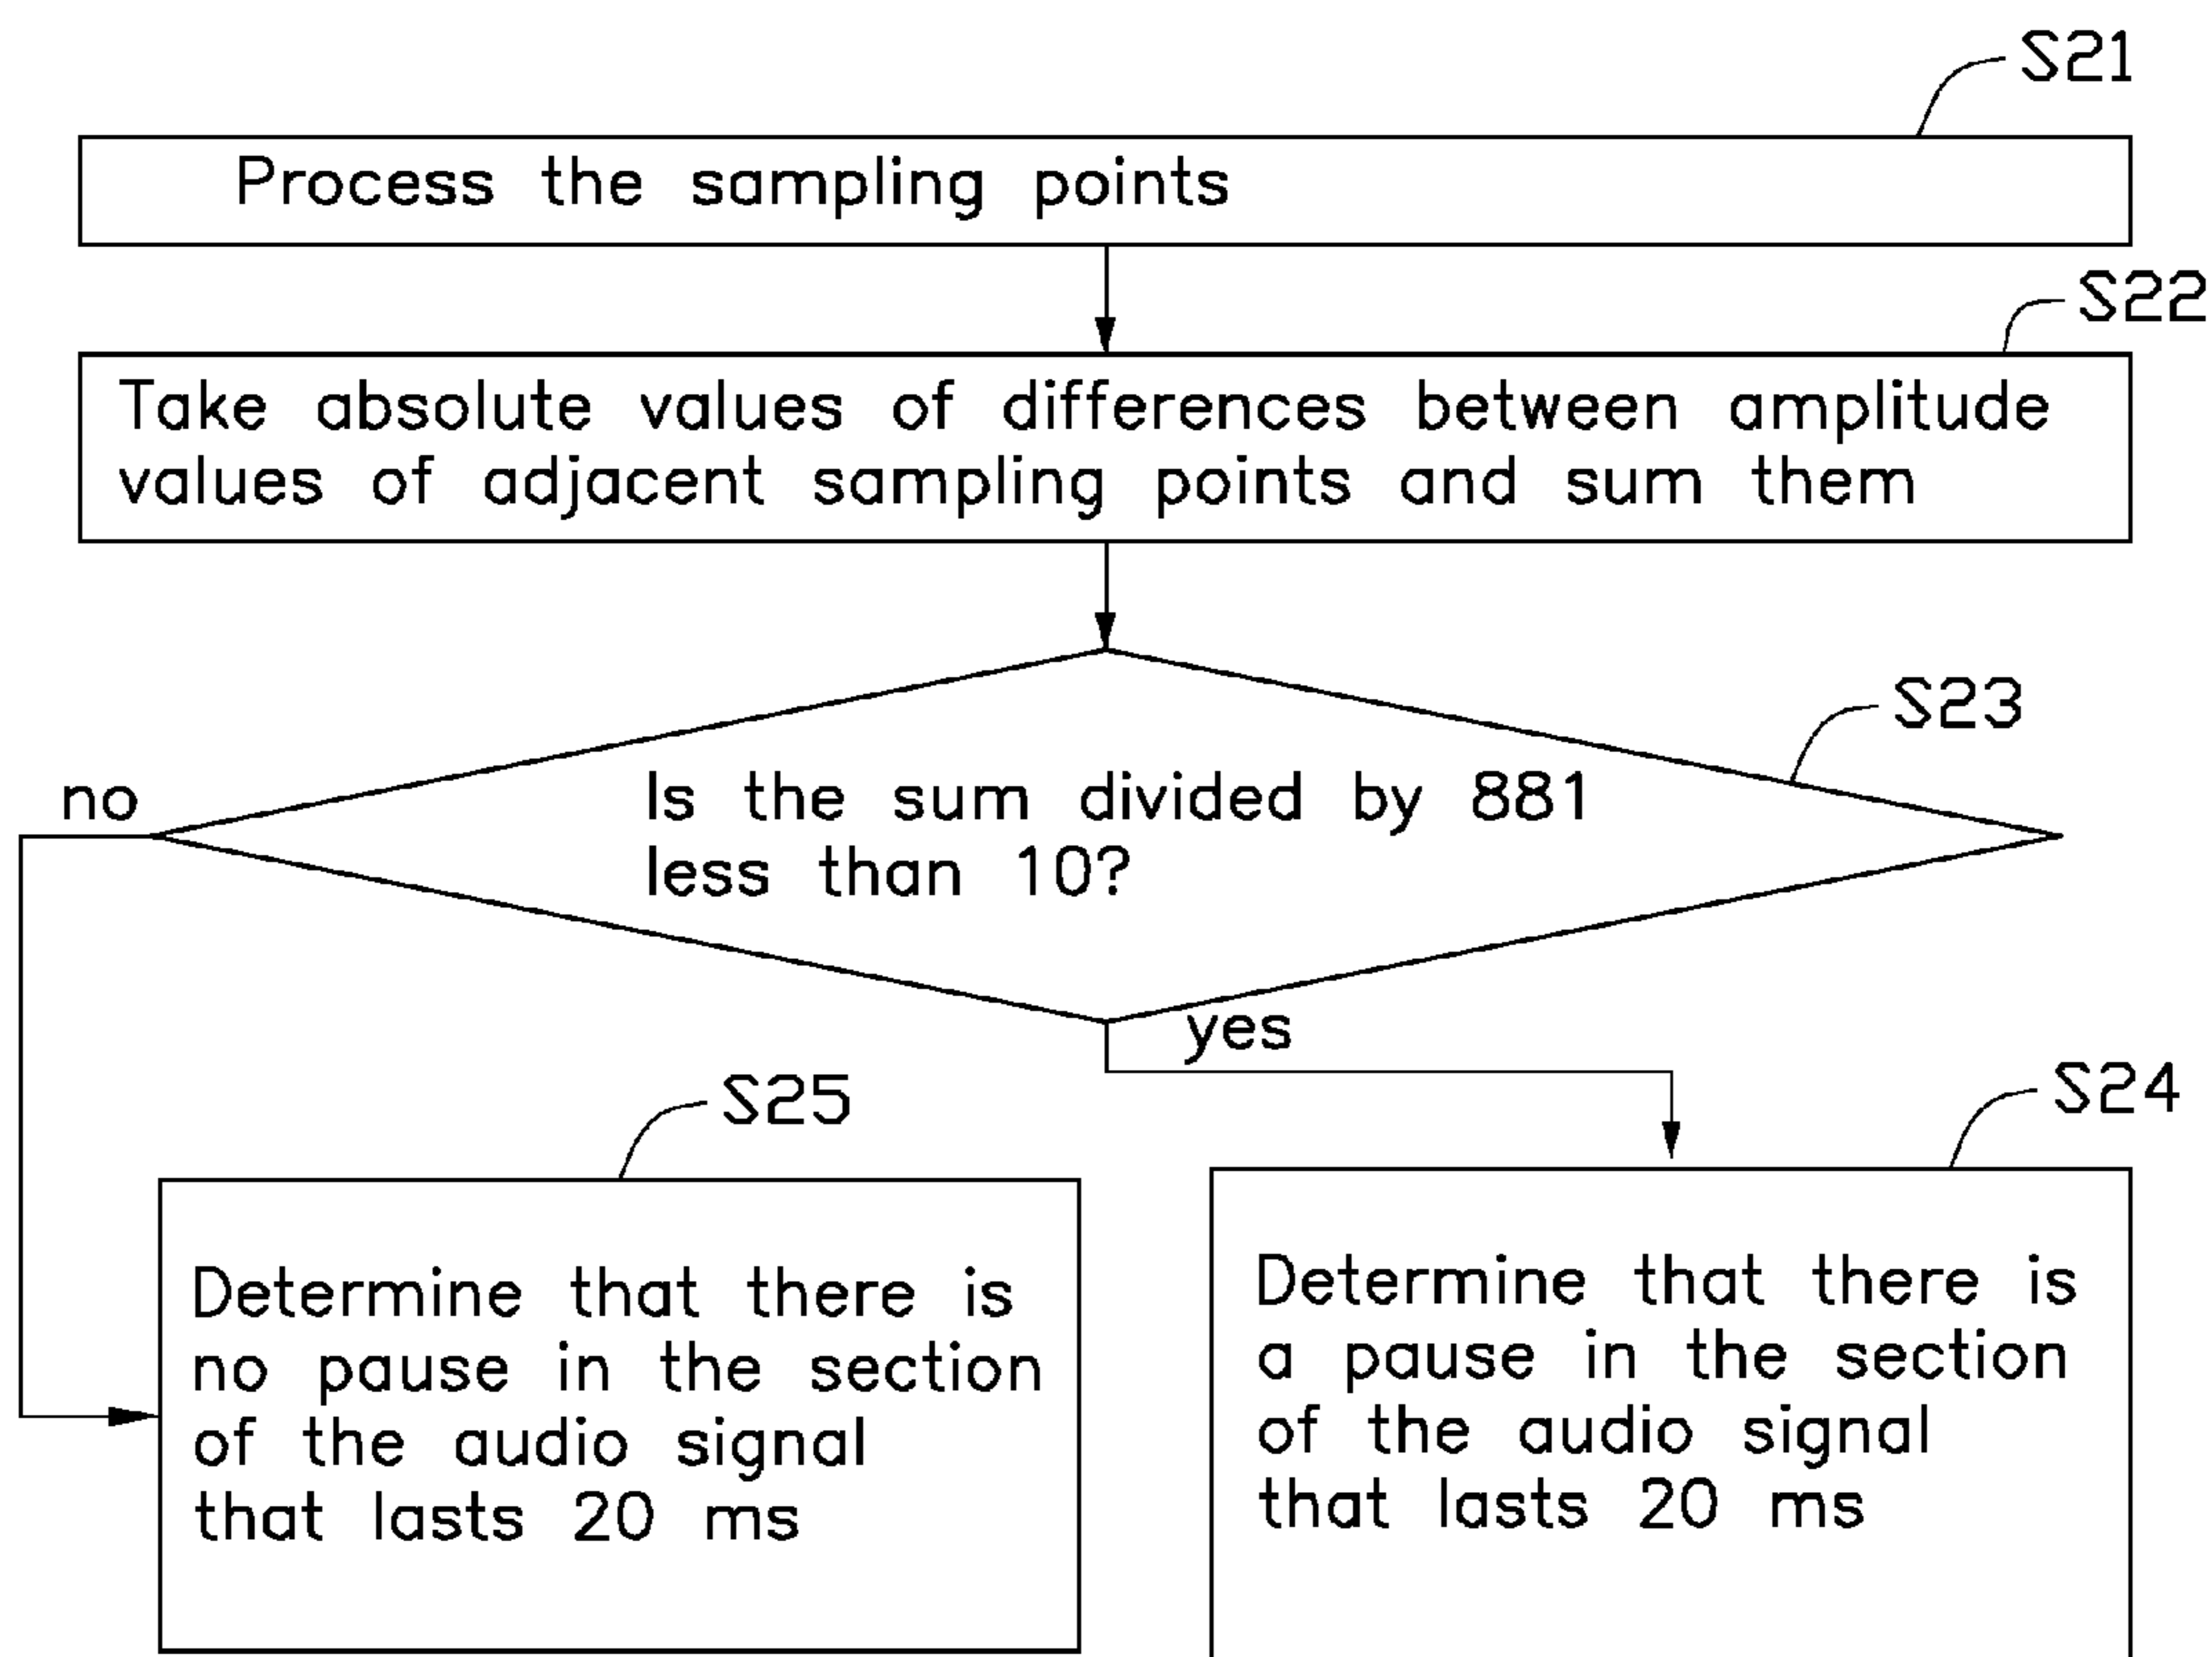 S21
Process the sampling points
S22
Take absolute values of differences between amplitude
values of adjacent sampling points and sum them
S23
no
Is the sum divided by 881
less than 10?
yes
S25
S24
Determine that there is
no pause in the section
of the audio signal
that lasts 20 ms
Determine that there is
a pause in the section
of the audio signal
that lasts 20 ms